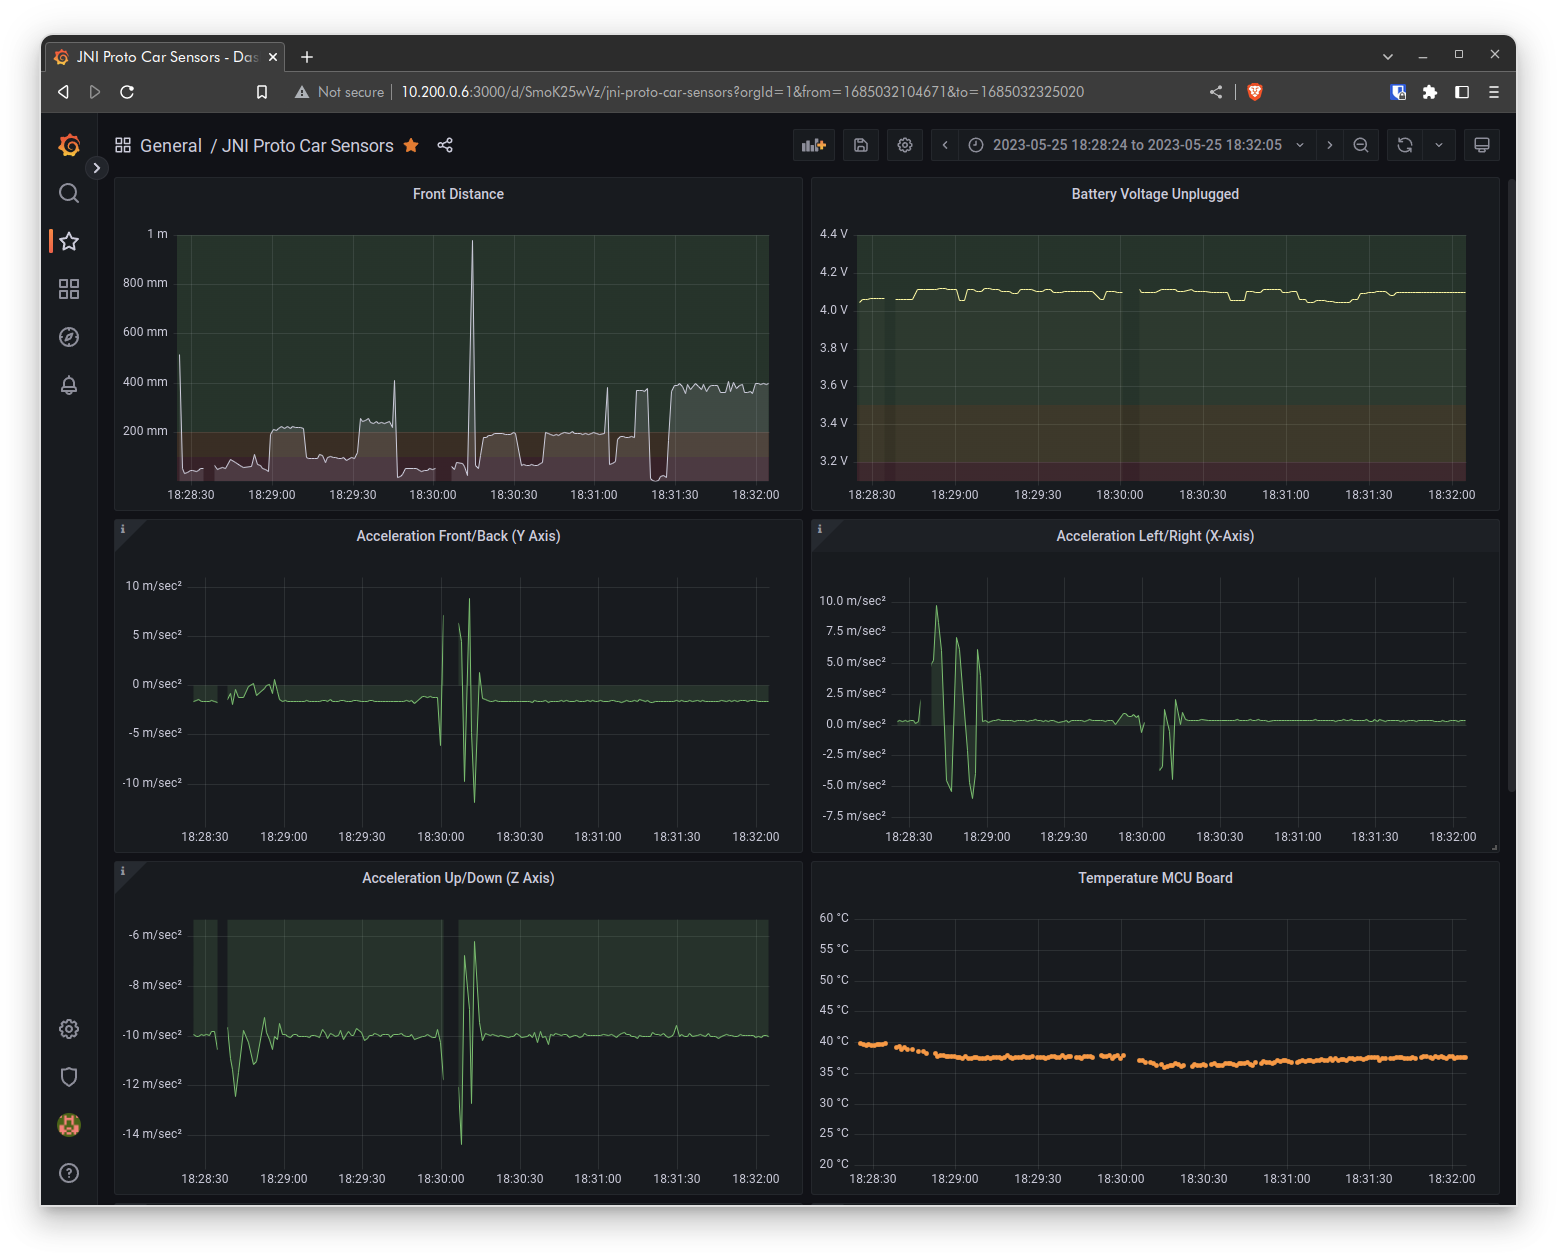 JNI Proto Car Sensors - Das
Not secure 10.200.0.6:3000/d/SmoK25wVz/jni-proto-car-sensors?orgId=1&from=1685032104671&to=1685032325020
General / JNI Proto Car Sensors
2023-05-25 18:28:24 to 2023-05-25 18:32:05
Front Distance
1 m
800 mm
600 mm
400 mm
200 mm
18:28:30 18:29:00 18:29:30 18:30:00 18:30:30 18:31:00 18:31:30 18:32:00
Battery Voltage Unplugged
4.4 V
4.2 V
4.0 V
3.8 V
3.6 V
3.4 V
3.2 V
18:28:30 18:29:00 18:29:30 18:30:00 18:30:30 18:31:00 18:31:30 18:32:00
Acceleration Front/Back (Y Axis)
10 m/sec²
5 m/sec²
0 m/sec²
-5 m/sec²
-10 m/sec²
18:28:30 18:29:00 18:29:30 18:30:00 18:30:30 18:31:00 18:31:30 18:32:00
Acceleration Left/Right (X-Axis)
10.0 m/sec²
7.5 m/sec²
5.0 m/sec²
2.5 m/sec²
0.0 m/sec²
-2.5 m/sec²
-5.0 m/sec²
-7.5 m/sec²
18:28:30 18:29:00 18:29:30 18:30:00 18:30:30 18:31:00 18:31:30 18:32:00
Acceleration Up/Down (Z Axis)
-6 m/sec²
-8 m/sec²
-10 m/sec²
-12 m/sec²
-14 m/sec²
18:28:30 18:29:00 18:29:30 18:30:00 18:30:30 18:31:00 18:31:30 18:32:00
Temperature MCU Board
60 °C
55 °C
50 °C
45 °C
40 °C
35 °C
30 °C
25 °C
20 °C
18:28:30 18:29:00 18:29:30 18:30:00 18:30:30 18:31:00 18:31:30 18:32:00